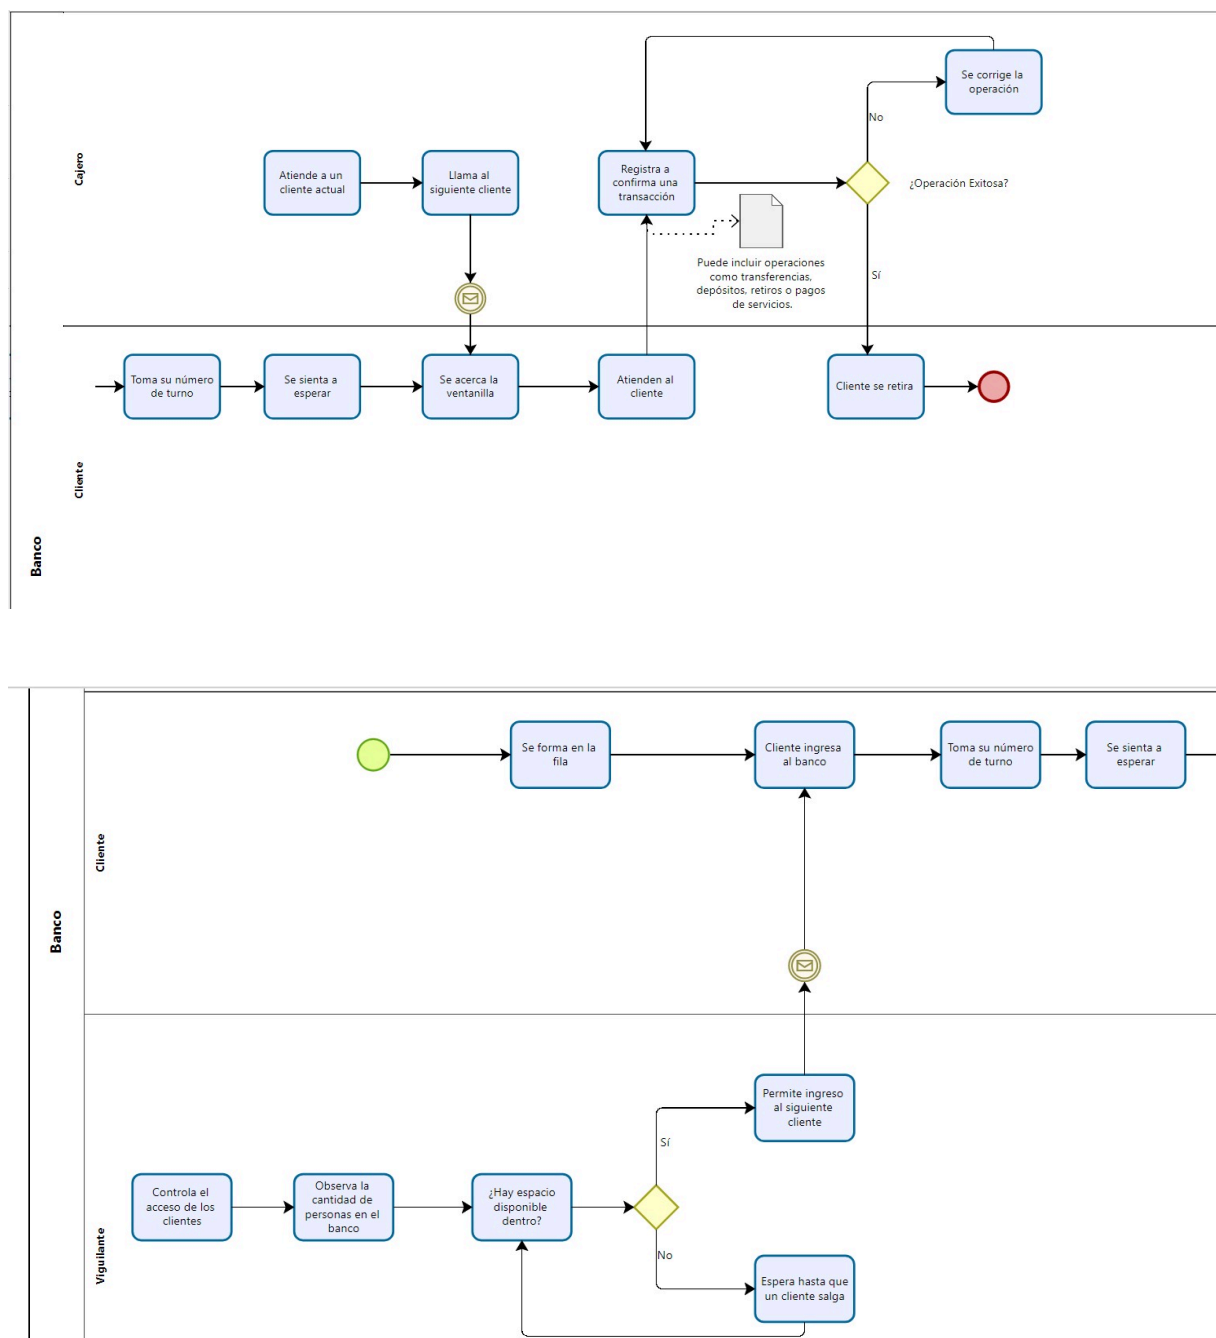 Se corrige la
operación
No
Cajero
Atiende a un
cliente actual
Llama al
siguiente cliente
Registra a
confirma una
transacción
¿Operación Exitosa?
Puede incluir operaciones
como transferencias,
depósitos, retiros o pagos
de servicios.
Sí
Toma su número
de turno
Se sienta a
esperar
Se acerca la
ventanilla
Atienden al
cliente
Cliente se retira
Cliente
Banco
Se forma en la
fila
Cliente ingresa
al banco
Toma su número
de turno
Se sienta a
esperar
Cliente
Banco
Permite ingreso
al siguiente
cliente
Sí
Controla el
acceso de los
clientes
Observa la
cantidad de
personas en el
banco
¿Hay espacio
disponible
dentro?
No
Espera hasta que
un cliente salga
Viguilante